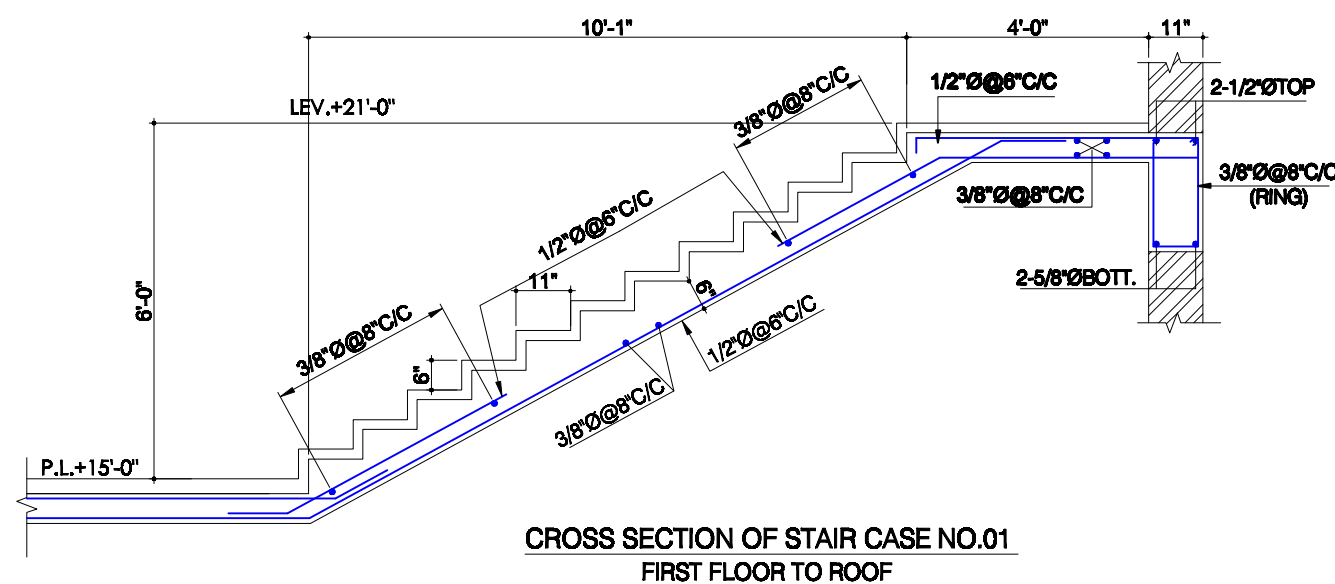 10'-1"
4'-0"
11"
LEV.+21'-0"
3/8"Ø@8"C/C
1/2"Ø@6"C/C
2-1/2"ØTOP
3/8"Ø@8"C/C
(RING)
3/8"Ø@8"C/C
1/2"Ø@6"C/C
11"
6"
6'-0"
2-5/8"ØBOTT.
3/8"Ø@8"C/C
1/2"Ø@6"C/C
6"
3/8"Ø@8"C/C
P.L.+15'-0"
CROSS SECTION OF STAIR CASE NO.01
FIRST FLOOR TO ROOF